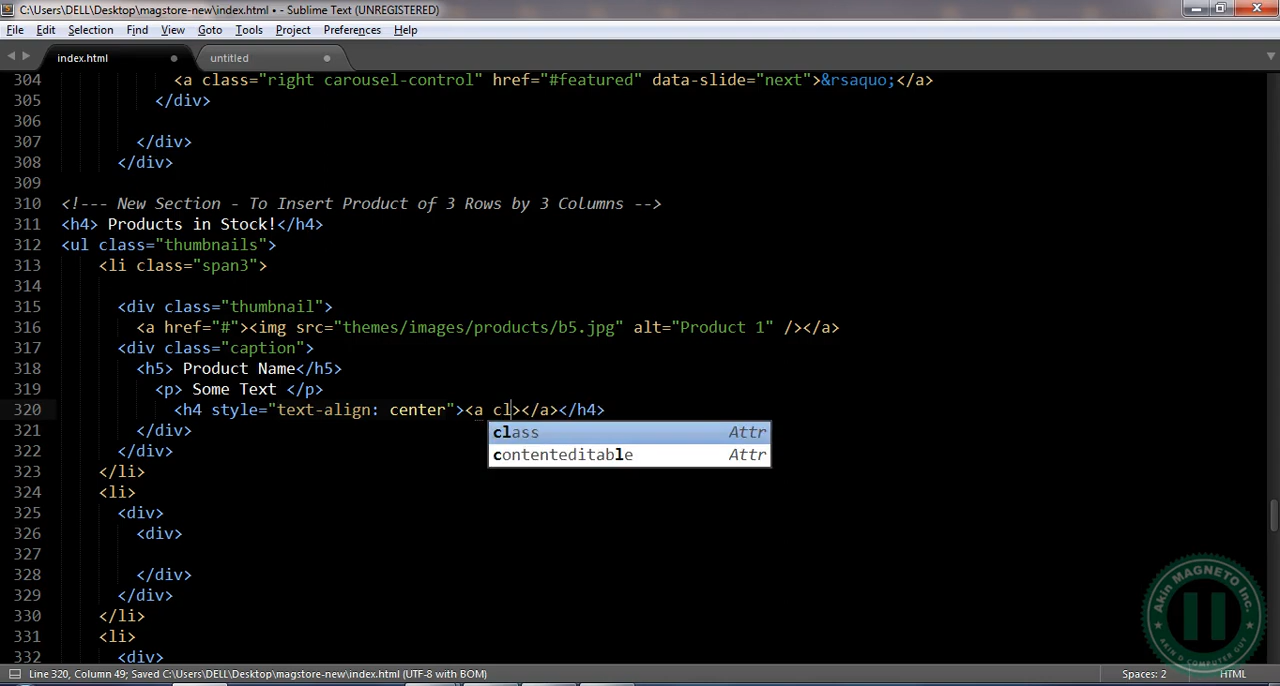 C:\Users\DELL\Desktop\magstore-new\index.html • - Sublime Text (UNREGISTERED)
File Edit Selection Find View Goto Tools Project Preferences Help
index.html untitled
304 <a class="right carousel-control" href="#featured" data-slide="next">&rsaquo;</a>
305 </div>
306
307 </div>
308 </div>
309
310 <!--- New Section - To Insert Product of 3 Rows by 3 Columns -->
311 <h4> Products in Stock!</h4>
312 <ul class="thumbnails">
313 <li class="span3">
314
315 <div class="thumbnail">
316 <a href="#"><img src="themes/images/products/b5.jpg" alt="Product 1" /></a>
317 <div class="caption">
318 <h5> Product Name</h5>
319 <p> Some Text </p>
320 <h4 style="text-align: center"><a cl></a></h4>
class Attr
contenteditable Attr
321 </div>
322 </div>
323 </li>
324 <li>
325 <div>
326 <div>
327
328 </div>
329 </div>
330 </li>
331 <li>
332 <div>
Akin MAGNETO Inc.
AKIN D COMPUTER GUY
Line 320, Column 49; Saved C:\Users\DELL\Desktop\magstore-new\index.html (UTF-8 with BOM) Spaces: 2 HTML